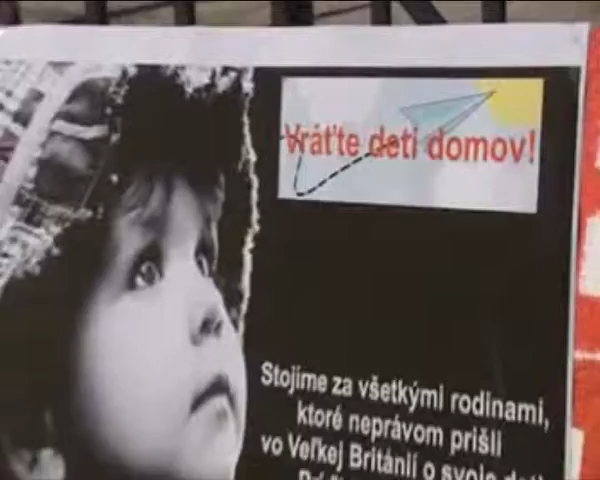 Vráťte deti domov!
Stojíme za všetkými rodinami,
ktoré neprávom prišli
vo Veľkej Británii o svoje deti